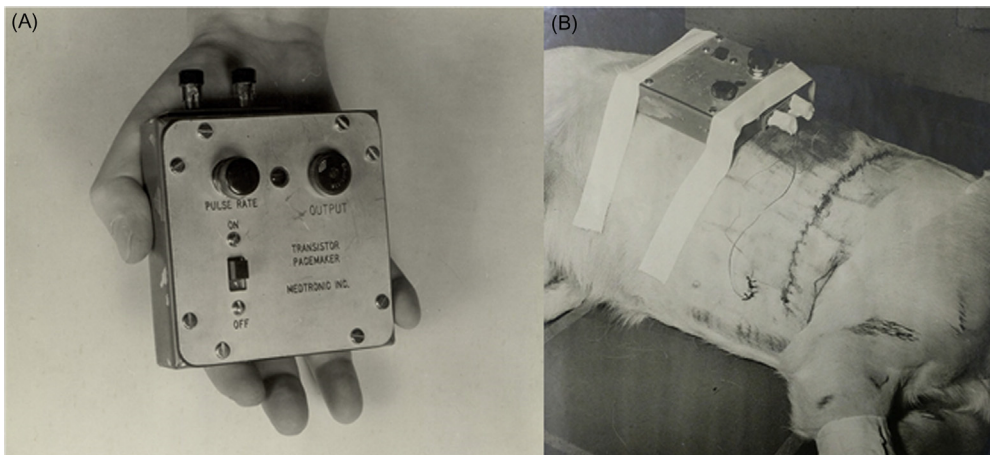 (A)
PULSE RATE
OUTPUT
ON
TRANSISTOR
PACEMAKER
MEDTRONIC INC.
OFF
(B)